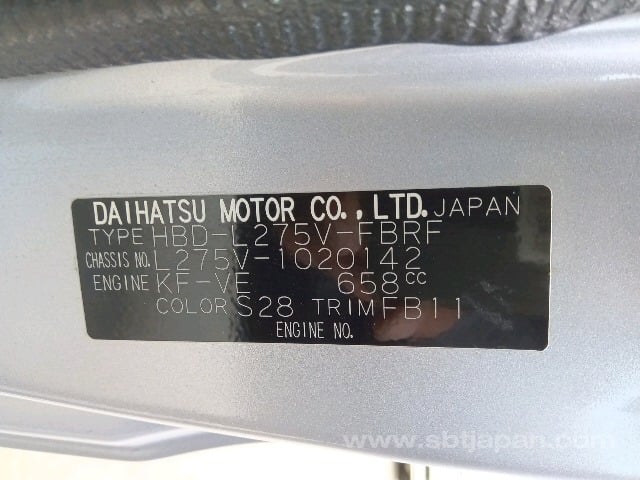 DAIHATSU MOTOR CO., LTD. JAPAN
TYPE HBD-L275V-FBRF
CHASSIS NO. L275V-1020142
ENGINE KF-VE 658cc
COLOR S28 TRIM FB11
ENGINE NO.
www.sbtjapan.com